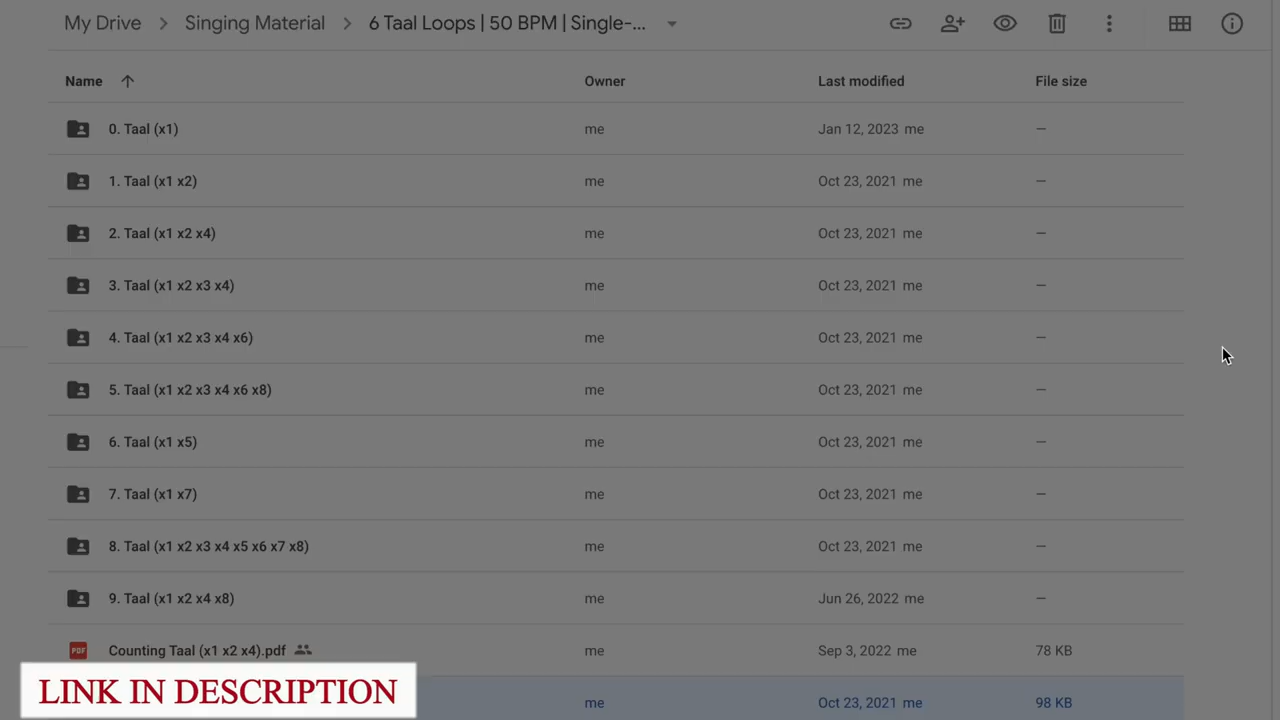 My Drive > Singing Material > 6 Taal Loops | 50 BPM | Single-...
Name Owner Last modified File size
0. Taal (x1) me Jan 12, 2023 me —
1. Taal (x1 x2) me Oct 23, 2021 me —
2. Taal (x1 x2 x4) me Oct 23, 2021 me —
3. Taal (x1 x2 x3 x4) me Oct 23, 2021 me —
4. Taal (x1 x2 x3 x4 x6) me Oct 23, 2021 me —
5. Taal (x1 x2 x3 x4 x6 x8) me Oct 23, 2021 me —
6. Taal (x1 x5) me Oct 23, 2021 me —
7. Taal (x1 x7) me Oct 23, 2021 me —
8. Taal (x1 x2 x3 x4 x5 x6 x7 x8) me Oct 23, 2021 me —
9. Taal (x1 x2 x4 x8) me Jun 26, 2022 me —
PDF Counting Taal (x1 x2 x4).pdf me Sep 3, 2022 me 78 KB
LINK IN DESCRIPTION
me Oct 23, 2021 me 98 KB